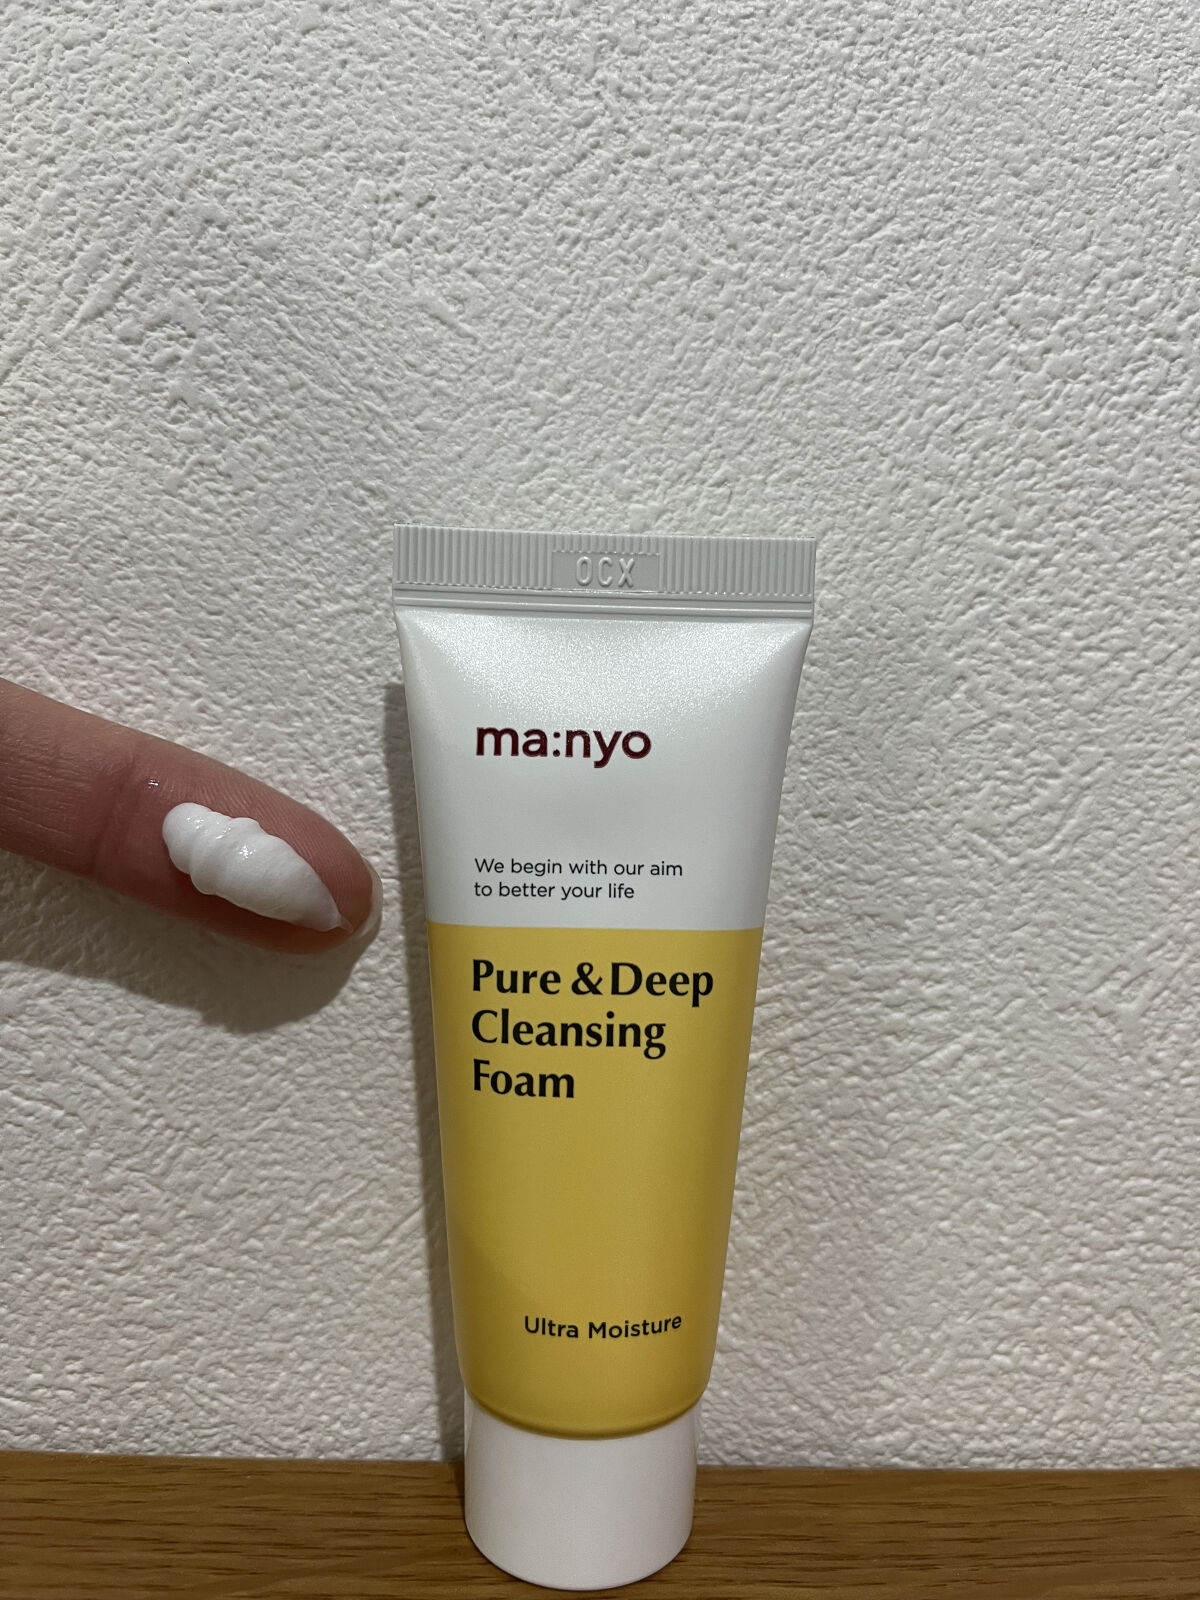 OCX
ma:nyo
We begin with our aim
to better your life
Pure & Deep
Cleansing
Foam
Ultra Moisture